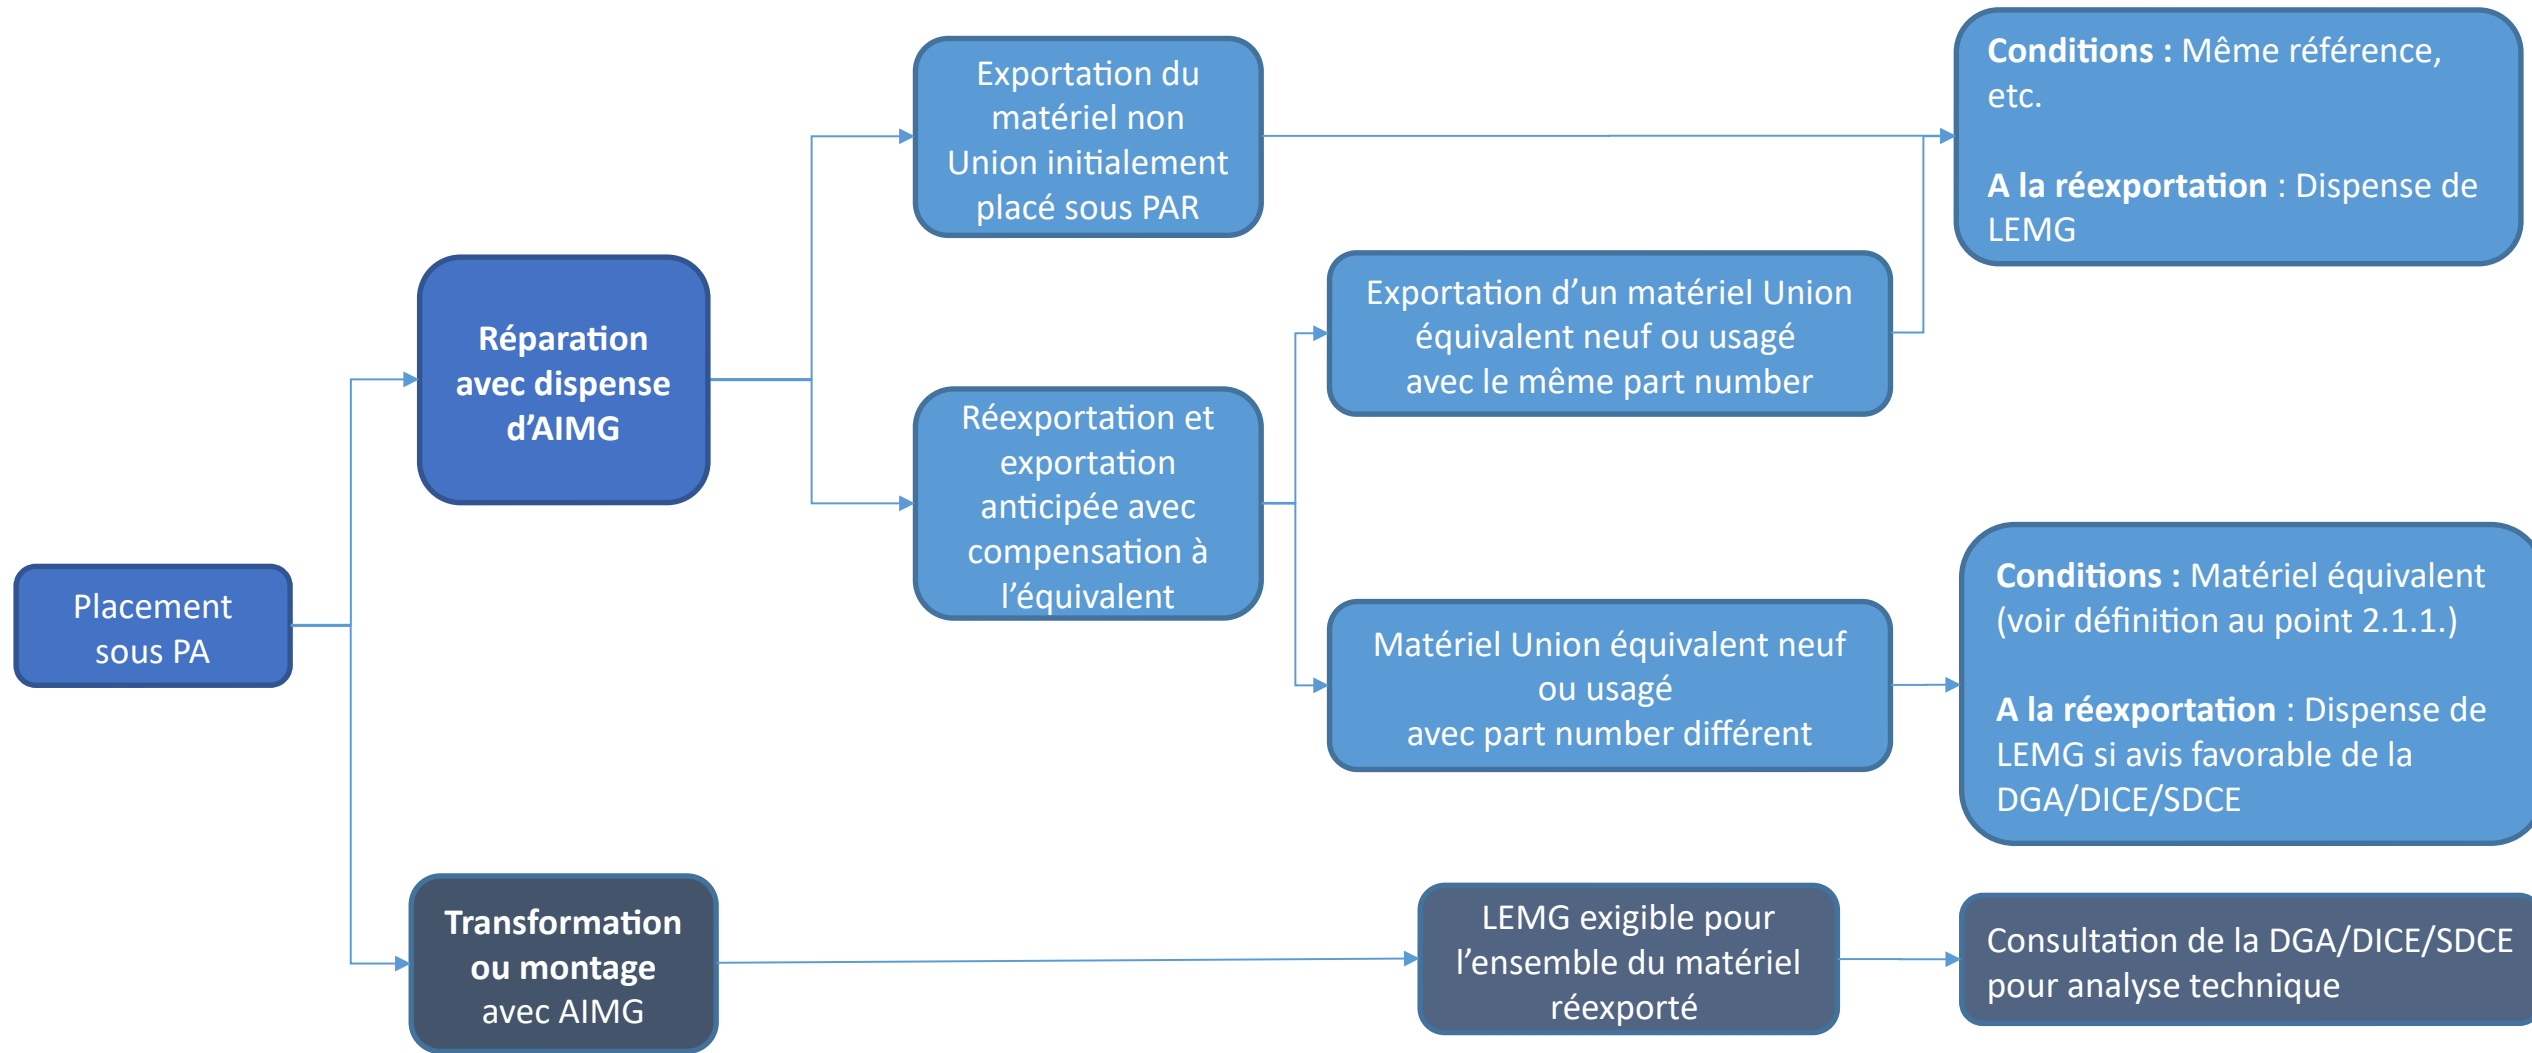 Placement
sous PA
Réparation
avec dispense
d’AIMG
Transformation
ou montage
avec AIMG
Exportation du
matériel non
Union initialement
placé sous PAR
Réexportation et
exportation
anticipée avec
compensation à
l’équivalent
Exportation d’un matériel Union
équivalent neuf ou usagé
avec le même part number
Matériel Union équivalent neuf
ou usagé
avec part number différent
LEMG exigible pour
l’ensemble du matériel
réexporté
Conditions : Même référence,
etc.
A la réexportation : Dispense de
LEMG
Conditions : Matériel équivalent
(voir définition au point 2.1.1.)
A la réexportation : Dispense de
LEMG si avis favorable de la
DGA/DICE/SDCE
Consultation de la DGA/DICE/SDCE
pour analyse technique